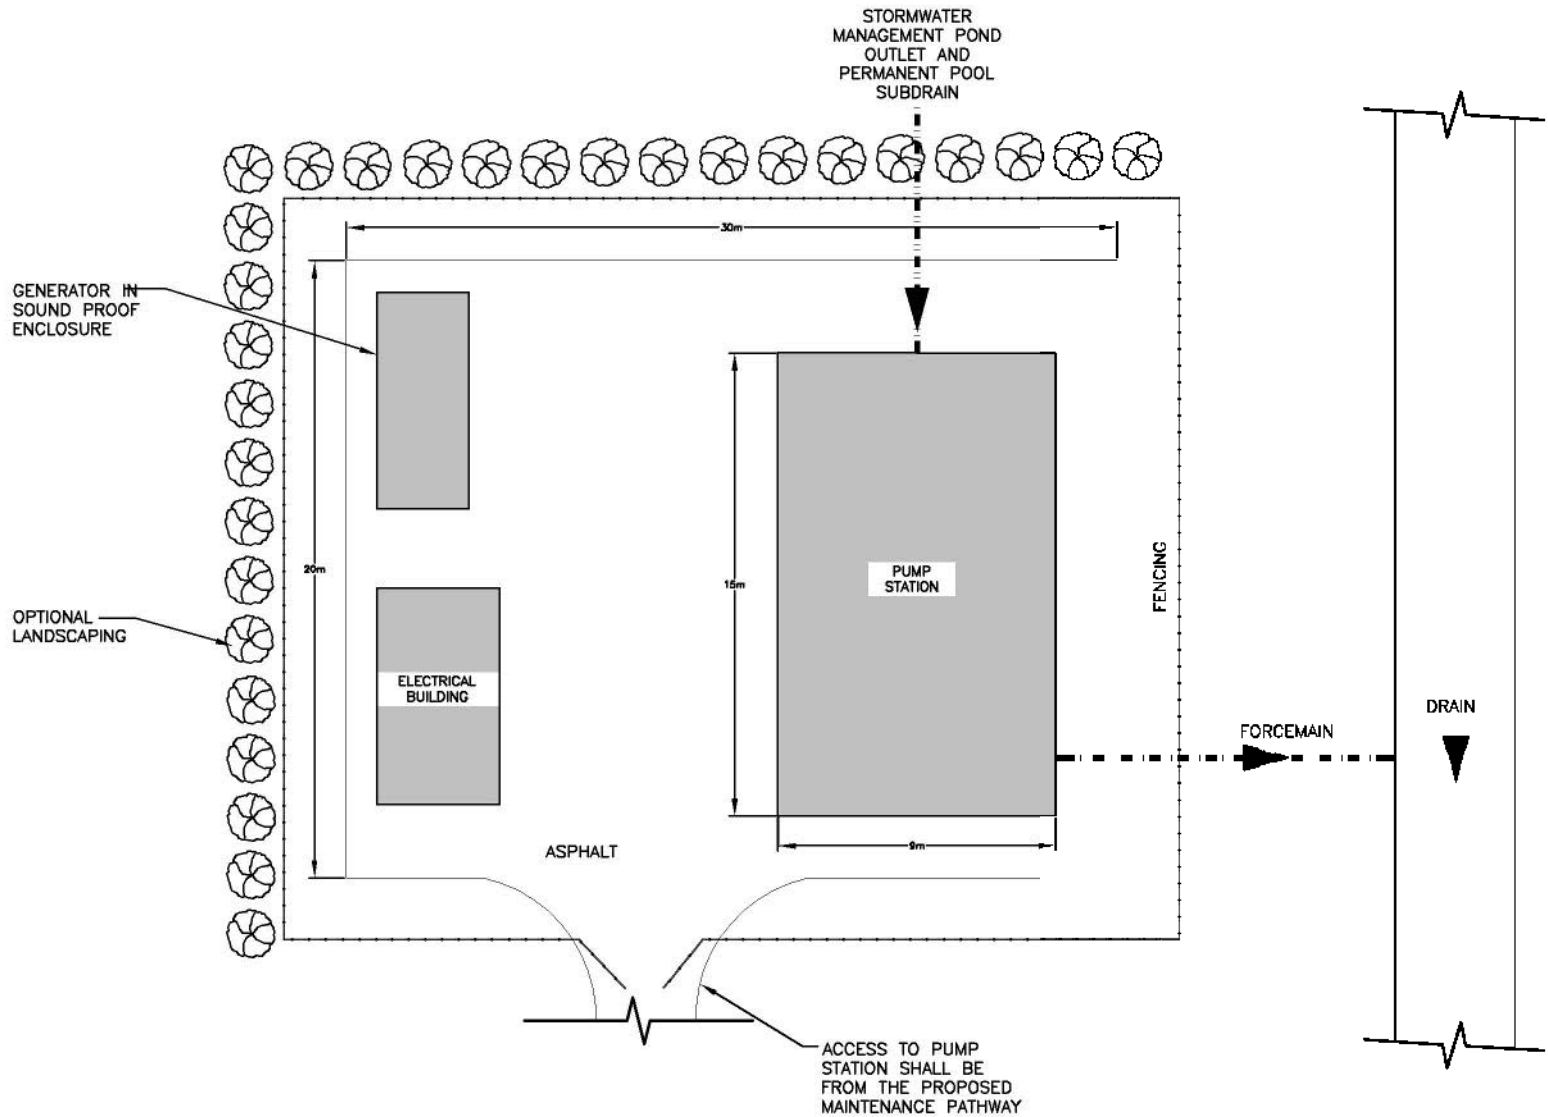 STORMWATER
MANAGEMENT POND
OUTLET AND
PERMANENT POOL
SUBDRAIN
30m
GENERATOR IN
SOUND PROOF
ENCLOSURE
20m
15m
PUMP
STATION
FENCING
OPTIONAL
LANDSCAPING
ELECTRICAL
BUILDING
FORCEMAIN
DRAIN
9m
ASPHALT
ACCESS TO PUMP
STATION SHALL BE
FROM THE PROPOSED
MAINTENANCE PATHWAY